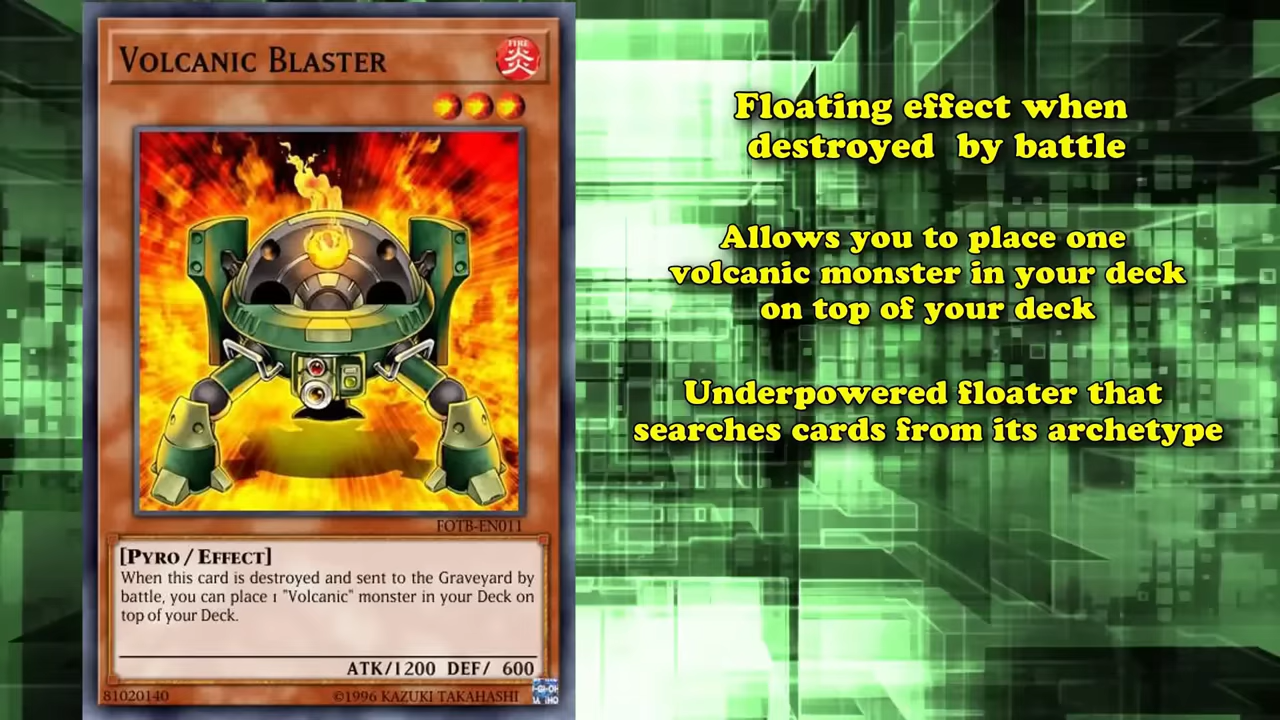 VOLCANIC BLASTER
FIRE
炎
FOTB-EN011
[PYRO / EFFECT]
When this card is destroyed and sent to the Graveyard by
battle, you can place 1 "Volcanic" monster in your Deck on
top of your Deck.
ATK/1200 DEF/ 600
81020140
©1996 KAZUKI TAKAHASHI
Floating effect when
destroyed by battle
Allows you to place one
volcanic monster in your deck
on top of your deck
Underpowered floater that
searches cards from its archetype